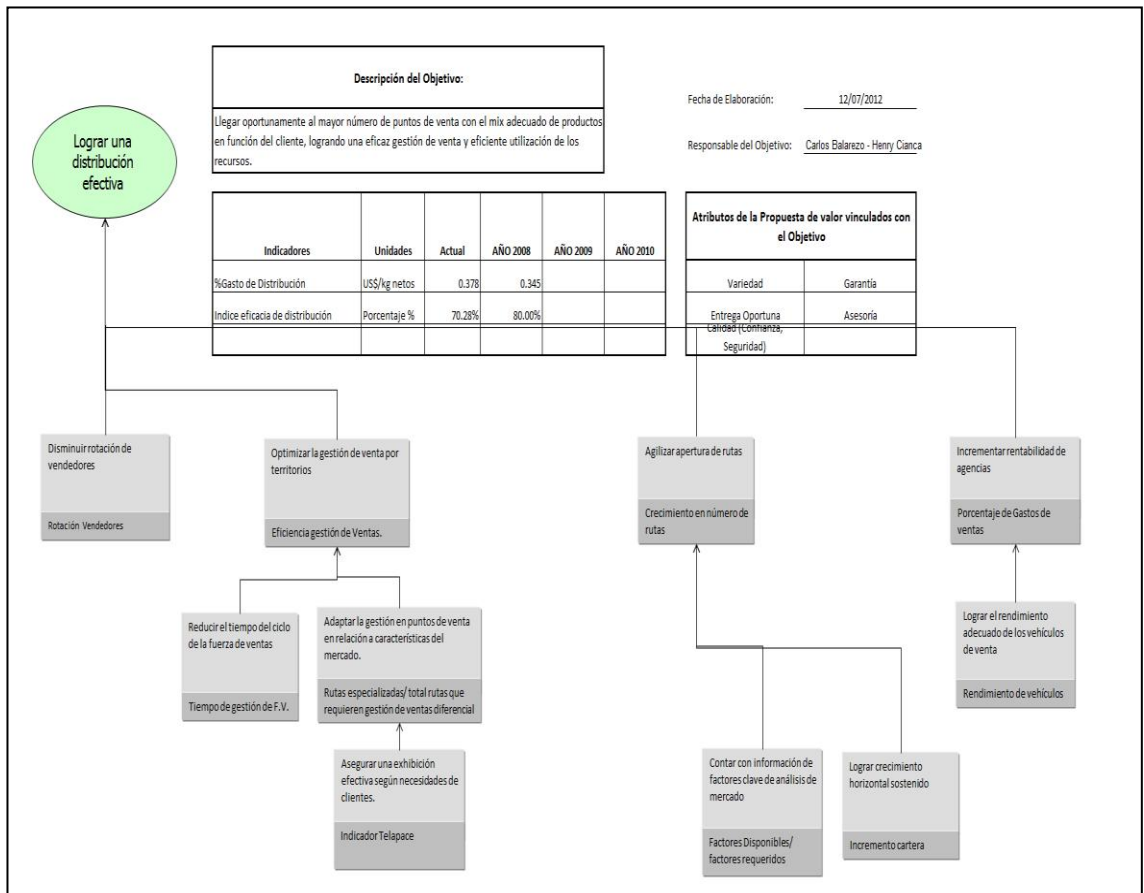 Lograr una
distribución
efectiva
Descripción del Objetivo:
Llegar oportunamente al mayor número de puntos de venta con el mix adecuado de productos
en función del cliente, logrando una eficaz gestión de venta y eficiente utilización de los
recursos.
Fecha de Elaboración: 12/07/2012
Responsable del Objetivo: Carlos Balarezo - Henry Cianca
Indicadores Unidades Actual AÑO 2008 AÑO 2009 AÑO 2010
%Gasto de Distribución US$/kg netos 0.378 0.345
Indice eficacia de distribución Porcentaje % 70.28% 80.00%
Atributos de la Propuesta de valor vinculados con
el Objetivo
Variedad Garantía
Entrega Oportuna Asesoría
Calidad (Confianza,
Seguridad)
Disminuir rotación de
vendedores
Rotación Vendedores
Optimizar la gestión de venta por
territorios
Eficiencia gestión de Ventas.
Agilizar apertura de rutas
Crecimiento en número de
rutas
Incrementar rentabilidad de
agencias
Porcentaje de Gastos de
ventas
Reducir el tiempo del ciclo
de la fuerza de ventas
Tiempo de gestión de F.V.
Adaptar la gestión en puntos de venta
en relación a características del
mercado.
Rutas especializadas/ total rutas que
requieren gestión de ventas diferencial
Lograr el rendimiento
adecuado de los vehículos
de venta
Rendimiento de vehículos
Asegurar una exhibición
efectiva según necesidades de
clientes.
Indicador Telapace
Contar con información de
factores clave de análisis de
mercado
Factores Disponibles/
factores requeridos
Lograr crecimiento
horizontal sostenido
Incremento cartera